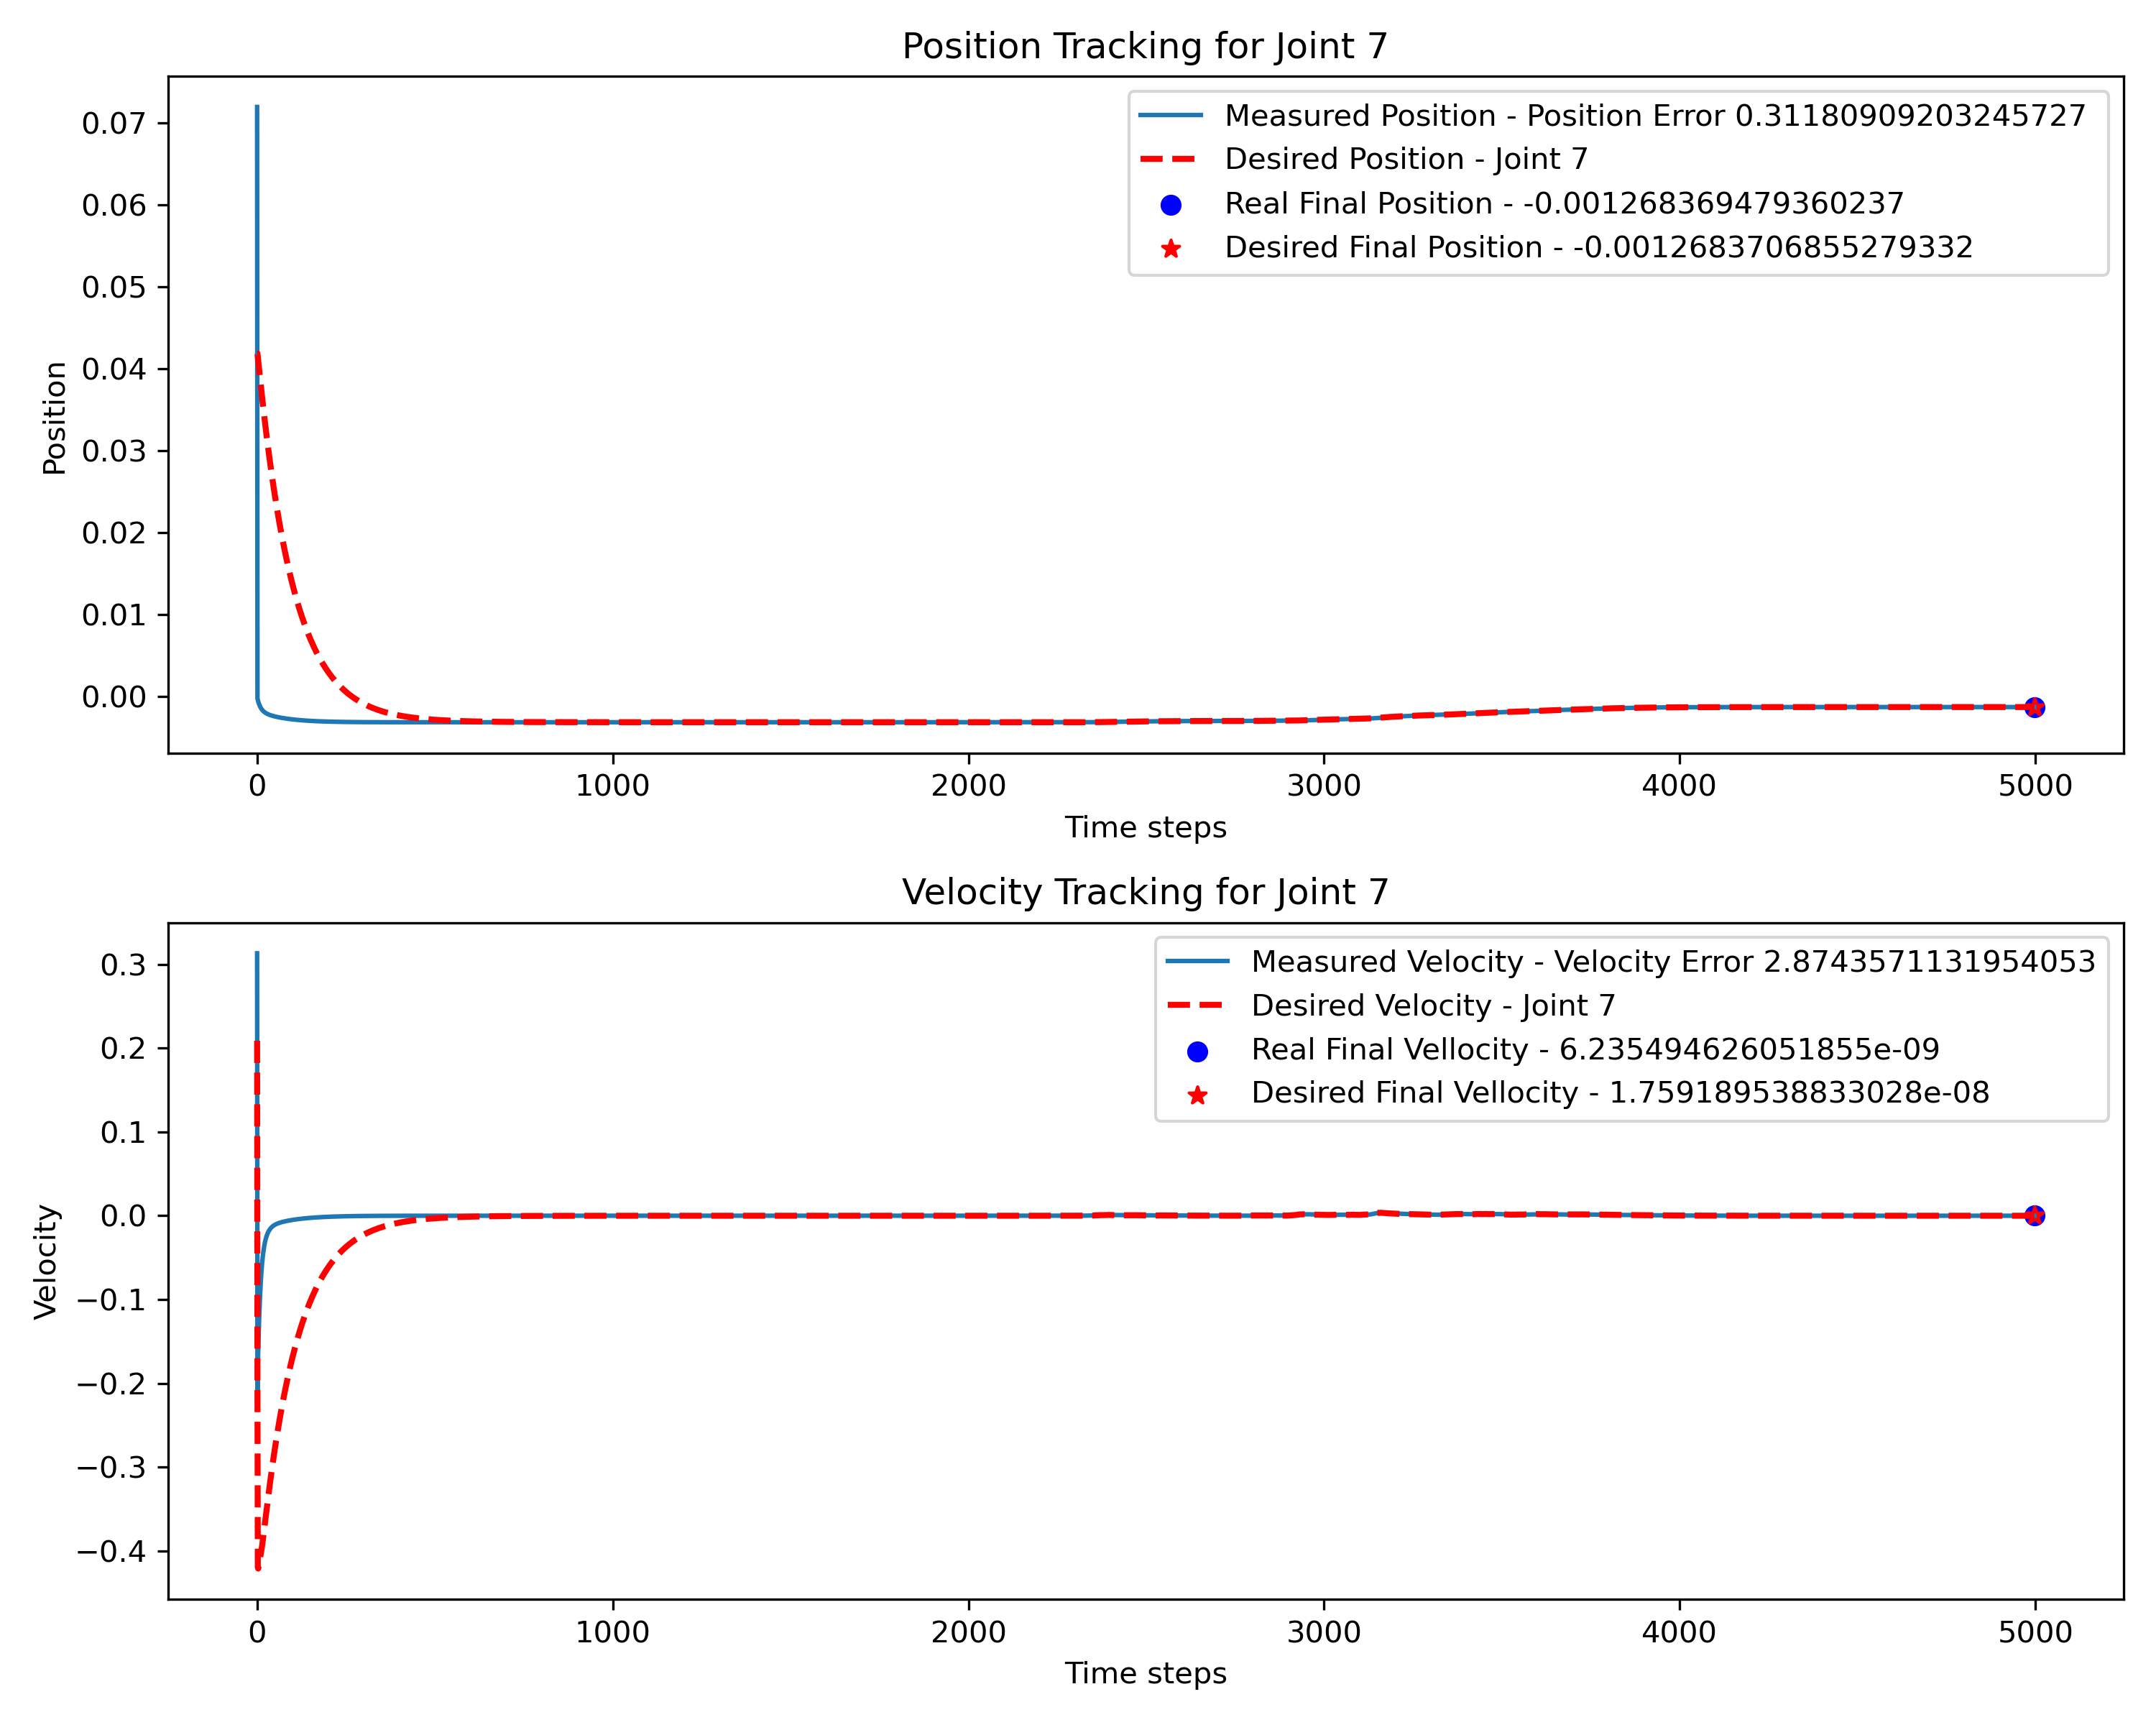 Position Tracking for Joint 7
Measured Position - Position Error 0.31180909203245727
Desired Position - Joint 7
Real Final Position - -0.001268369479360237
Desired Final Position - -0.0012683706855279332
0.07
0.06
0.05
0.04
0.03
0.02
0.01
0.00
Position
0 1000 2000 3000 4000 5000
Time steps
Velocity Tracking for Joint 7
Measured Velocity - Velocity Error 2.8743571131954053
Desired Velocity - Joint 7
Real Final Vellocity - 6.235494626051855e-09
Desired Final Vellocity - 1.759189538833028e-08
0.3
0.2
0.1
0.0
−0.1
−0.2
−0.3
−0.4
Velocity
0 1000 2000 3000 4000 5000
Time steps